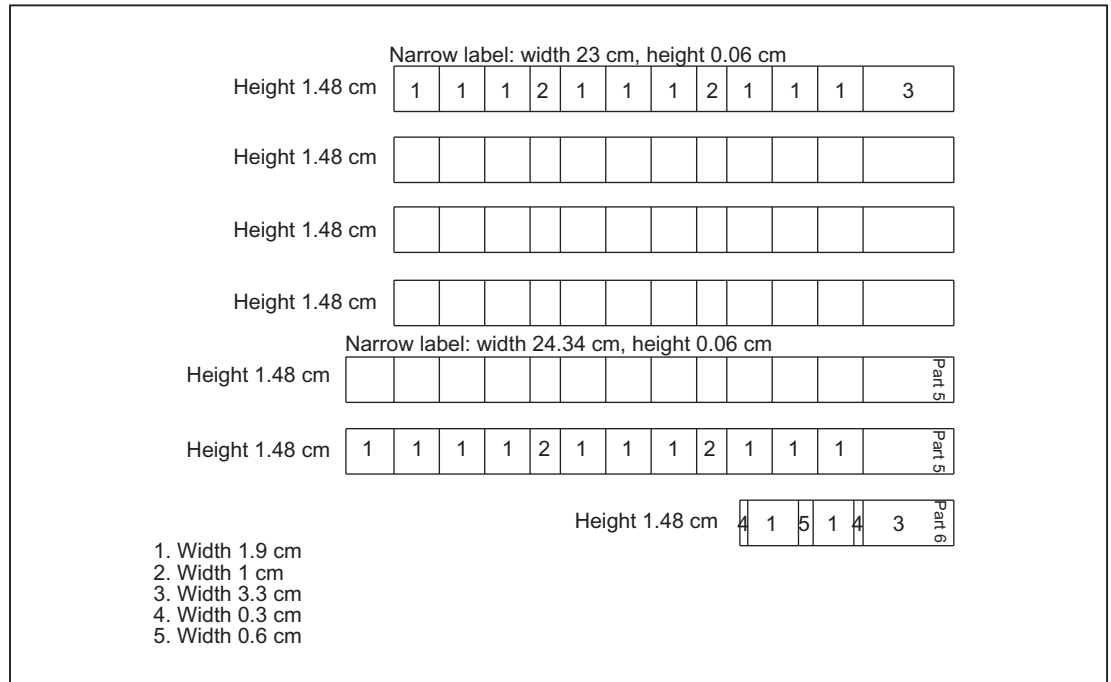 Narrow label: width 23 cm, height 0.06 cm
Height 1.48 cm 1 1 1 2 1 1 1 2 1 1 1 3
Height 1.48 cm
Height 1.48 cm
Height 1.48 cm
Narrow label: width 24.34 cm, height 0.06 cm
Height 1.48 cm Part 5
Height 1.48 cm 1 1 1 1 2 1 1 1 2 1 1 1 Part 5
Height 1.48 cm 4 1 5 1 4 3 Part 6
1. Width 1.9 cm
2. Width 1 cm
3. Width 3.3 cm
4. Width 0.3 cm
5. Width 0.6 cm